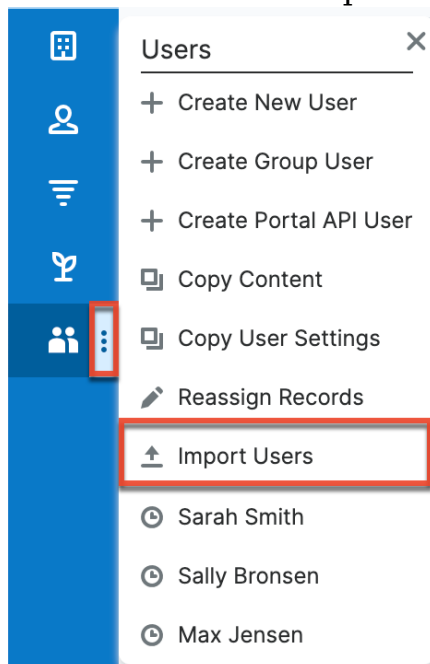 Users
Create New User
Create Group User
Create Portal API User
Copy Content
Copy User Settings
Reassign Records
Import Users
Sarah Smith
Sally Bronsen
Max Jensen